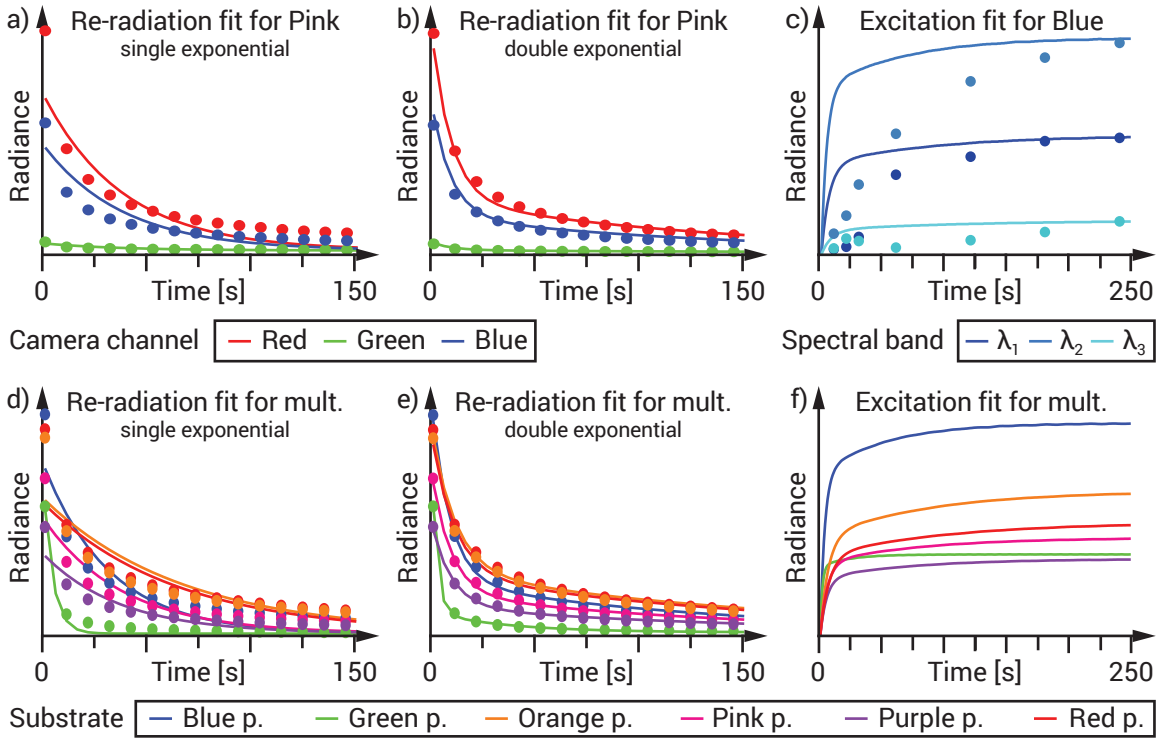 a) Re-radiation fit for Pink
single exponential
Radiance
0 Time [s] 150
b) Re-radiation fit for Pink
double exponential
Radiance
0 Time [s] 150
c) Excitation fit for Blue
Radiance
0 Time [s] 250
Camera channel Red Green Blue
Spectral band λ1 λ2 λ3
d) Re-radiation fit for mult.
single exponential
Radiance
0 Time [s] 150
e) Re-radiation fit for mult.
double exponential
Radiance
0 Time [s] 150
f) Excitation fit for mult.
Radiance
0 Time [s] 250
Substrate Blue p. Green p. Orange p. Pink p. Purple p. Red p.